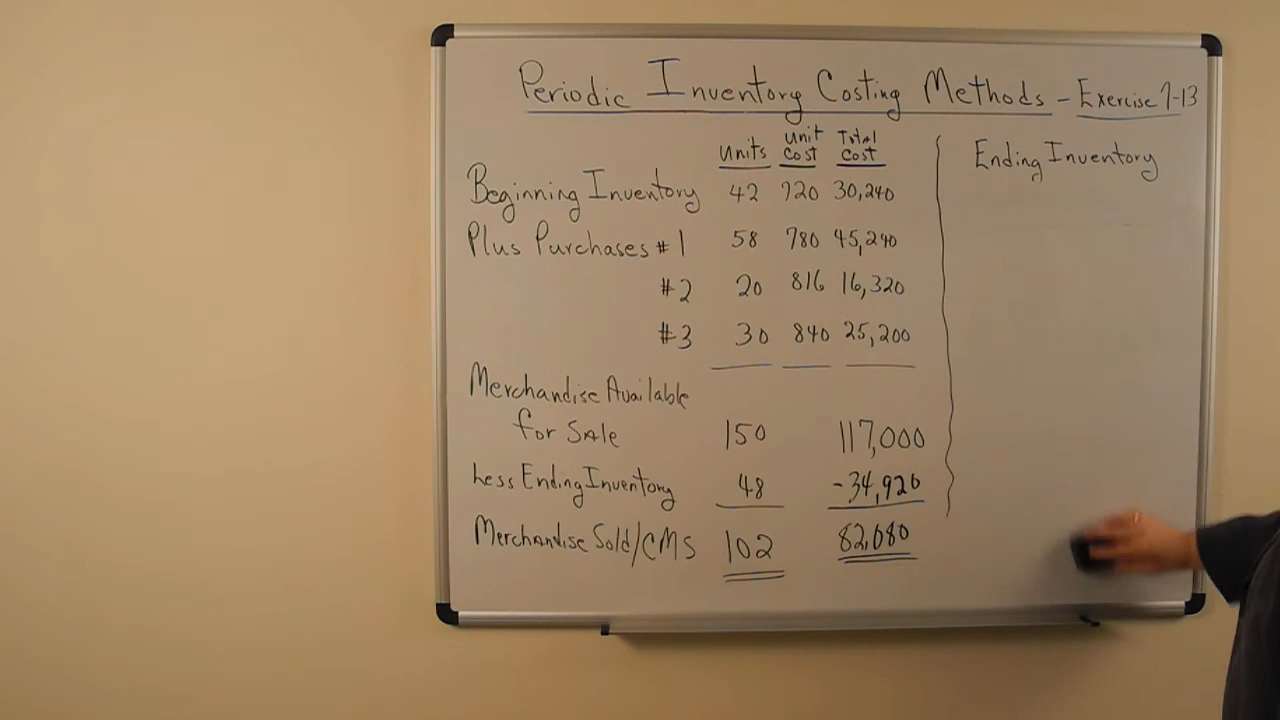 Periodic Inventory Costing Methods - Exercise 7-13
Units Unit Cost Total Cost
Ending Inventory
Beginning Inventory 42 720 30,240
Plus Purchases #1 58 780 45,240
#2 20 816 16,320
#3 30 840 25,200
Merchandise Available
for Sale 150 117,000
Less Ending Inventory 48 -34,920
Merchandise Sold/CMS 102 82,080